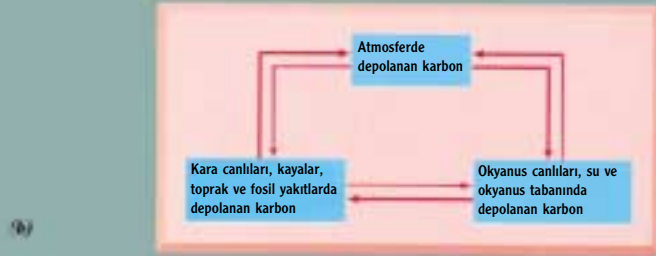 Atmosferde
depolanan karbon
Kara canlıları, kayalar,
toprak ve fosil yakıtlarda
depolanan karbon
Okyanus canlıları, su ve
okyanus tabanında
depolanan karbon